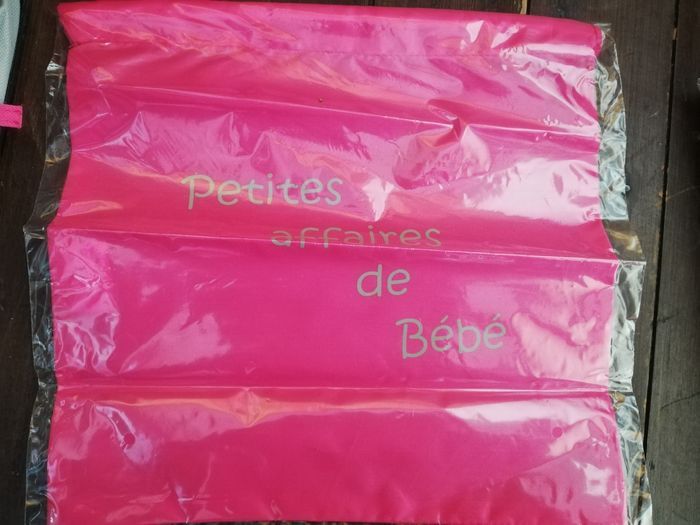 Petites
affaires
de
Bébé